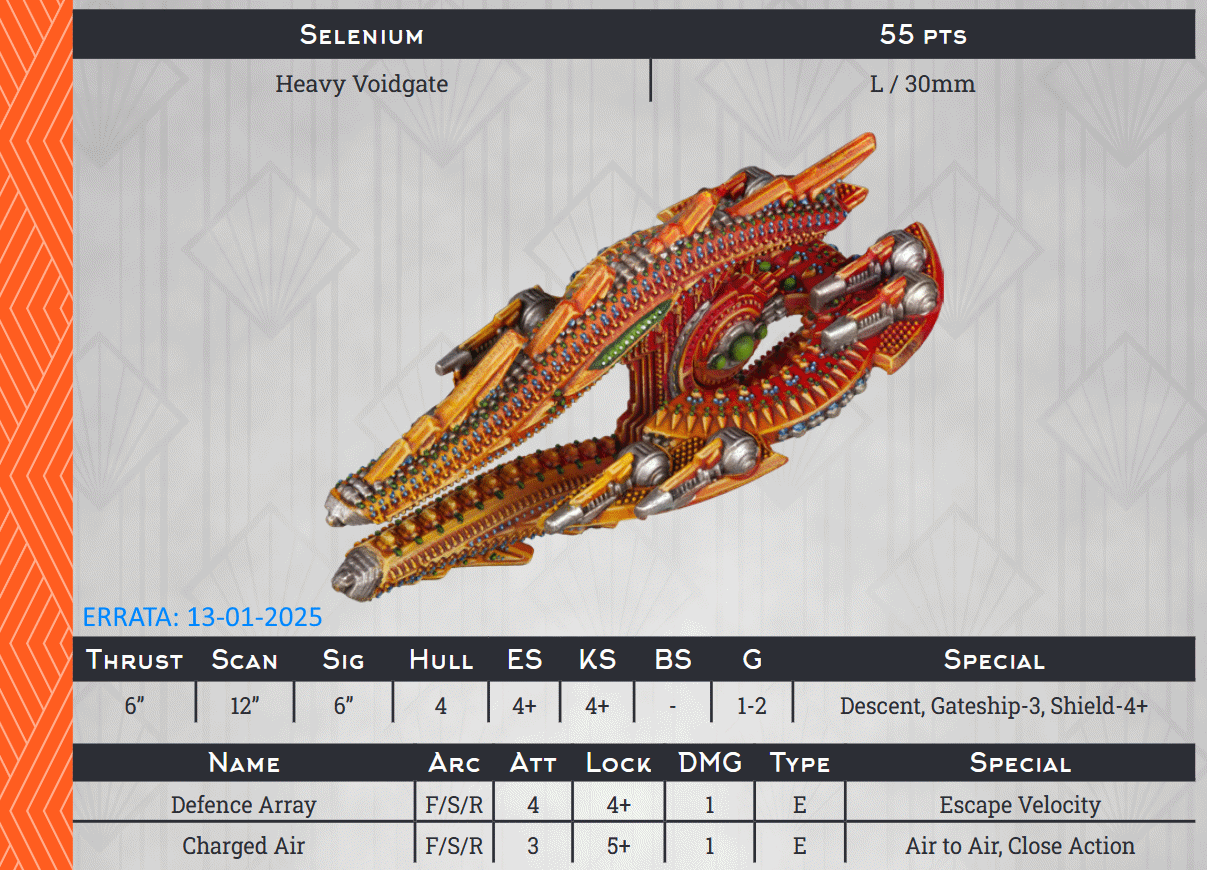 Selenium 55 pts
Heavy Voidgate L / 30mm
ERRATA: 13-01-2025
Thrust Scan Sig Hull ES KS BS G Special
6” 12” 6” 4 4+ 4+ - 1-2 Descent, Gateship-3, Shield-4+
Name Arc Att Lock DMG Type Special
Defence Array F/S/R 4 4+ 1 E Escape Velocity
Charged Air F/S/R 3 5+ 1 E Air to Air, Close Action